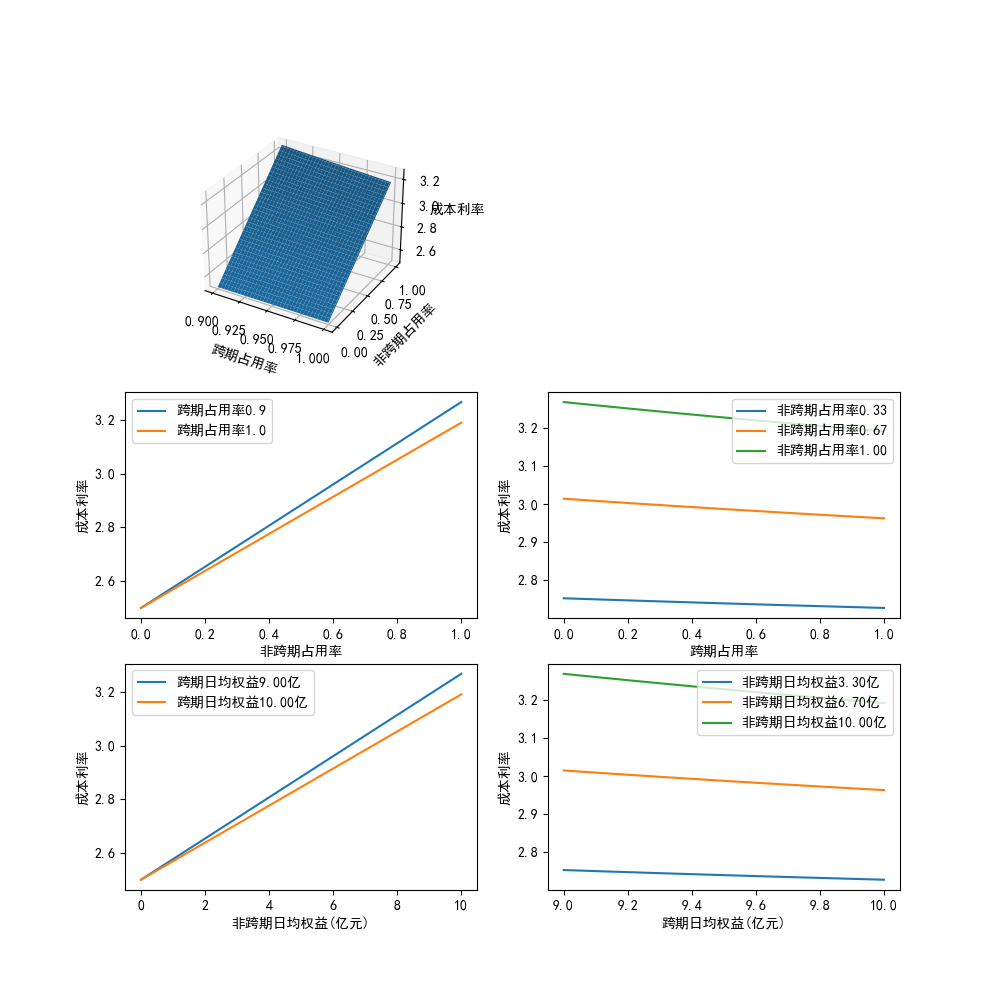 3.2
3.0
2.8
2.6
成本利率
0.900
0.925
0.950
0.975
1.000
跨期占用率
0.00
0.25
0.50
0.75
1.00
非跨期占用率
跨期占用率0.9
跨期占用率1.0
3.2
3.0
2.8
2.6
成本利率
0.0 0.2 0.4 0.6 0.8 1.0
非跨期占用率
非跨期占用率0.33
非跨期占用率0.67
非跨期占用率1.00
3.2
3.1
3.0
2.9
2.8
成本利率
0.0 0.2 0.4 0.6 0.8 1.0
跨期占用率
跨期日均权益9.00亿
跨期日均权益10.00亿
3.2
3.0
2.8
2.6
成本利率
0 2 4 6 8 10
非跨期日均权益(亿元)
非跨期日均权益3.30亿
非跨期日均权益6.70亿
非跨期日均权益10.00亿
3.2
3.1
3.0
2.9
2.8
成本利率
9.0 9.2 9.4 9.6 9.8 10.0
跨期日均权益(亿元)